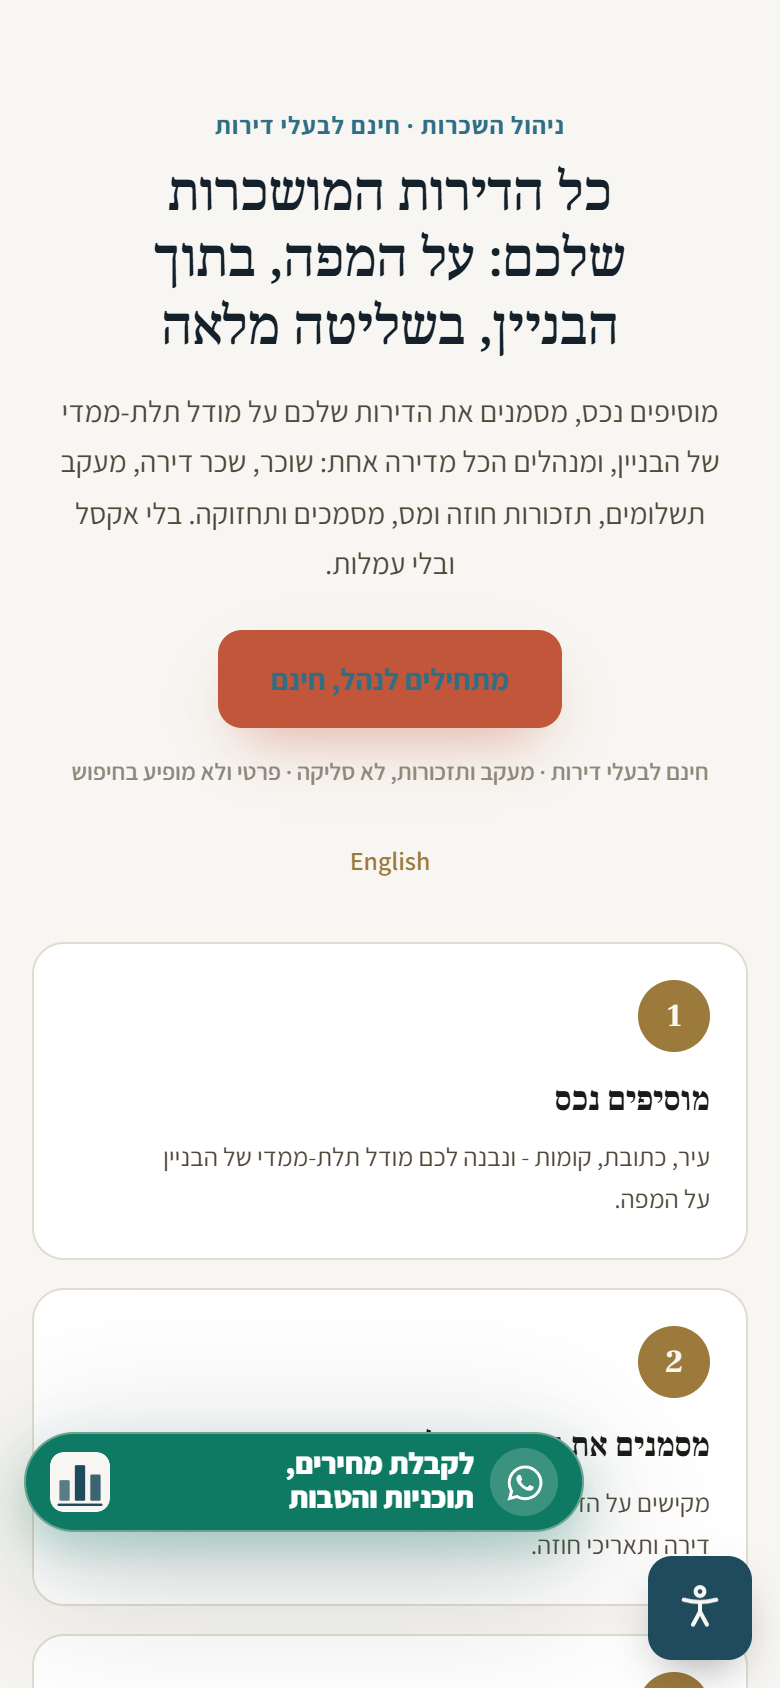 ניהול השכרות · חינם לבעלי דירות
כל הדירות המושכרות
שלכם: על המפה, בתוך
הבניין, בשליטה מלאה
מוסיפים נכס, מסמנים את הדירות שלכם על מודל תלת-ממדי
של הבניין, ומנהלים הכל מדירה אחת: שוכר, שכר דירה, מעקב
תשלומים, תזכורות חוזה ומס, מסמכים ותחזוקה. בלי אקסל
ובלי עמלות.
מתחילים לנהל, חינם
חינם לבעלי דירות · מעקב ותזכורות, לא סליקה · פרטי ולא מופיע בחיפוש
English
1
מוסיפים נכס
עיר, כתובת, קומות - ונבנה לכם מודל תלת-ממדי של הבניין
על המפה.
2
מסמנים את
מקישים על
דירה ותאריכי חוזה.
לקבלת מחירים,
תוכניות והטבות